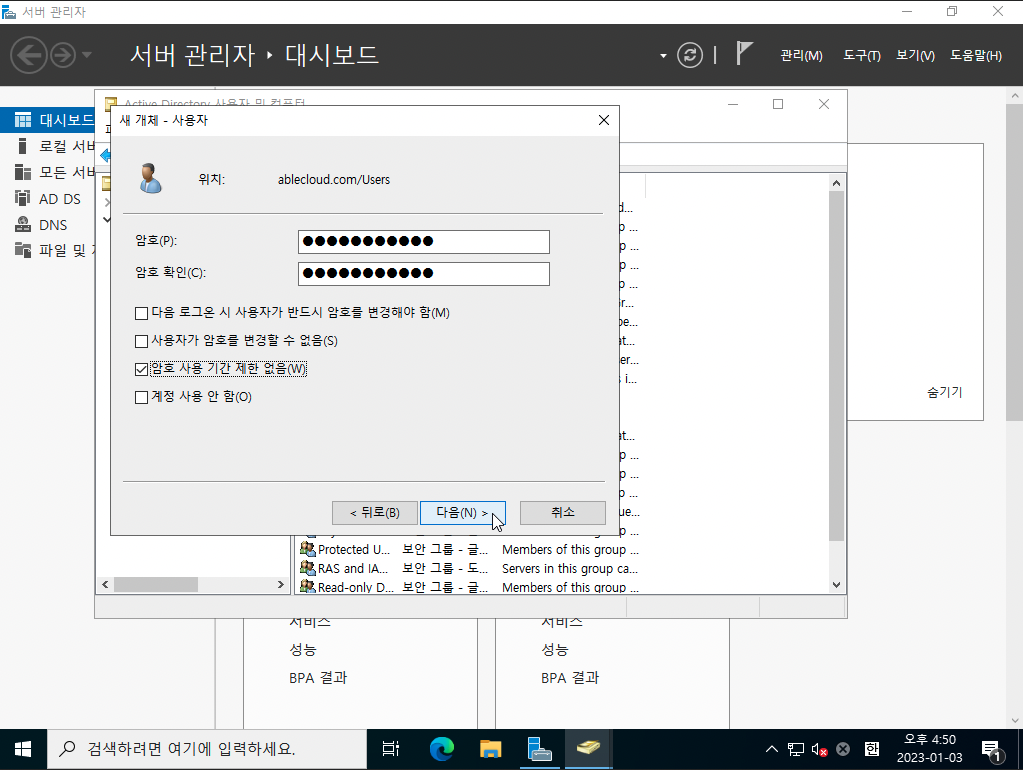 서버 관리자
서버 관리자 ‣ 대시보드
관리(M) 도구(T) 보기(V) 도움말(H)
Active Directory 사용자 및 컴퓨터
대시보드
로컬 서버
모든 서버
AD DS
DNS
파일 및
새 개체 - 사용자
위치: ablecloud.com/Users
암호(P): ●●●●●●●●●●●
암호 확인(C): ●●●●●●●●●●●
다음 로그온 시 사용자가 반드시 암호를 변경해야 함(M)
사용자가 암호를 변경할 수 없음(S)
암호 사용 기간 제한 없음(W)
계정 사용 안 함(O)
< 뒤로(B) 다음(N) > 취소
숨기기
Protected U... 보안 그룹 - 글... Members of this group ...
RAS and IA... 보안 그룹 - 도... Servers in this group ca...
Read-only D... 보안 그룹 - 글... Members of this group ...
서비스 서비스
성능 성능
BPA 결과 BPA 결과
검색하려면 여기에 입력하세요.
한
오후 4:50
2023-01-03
1